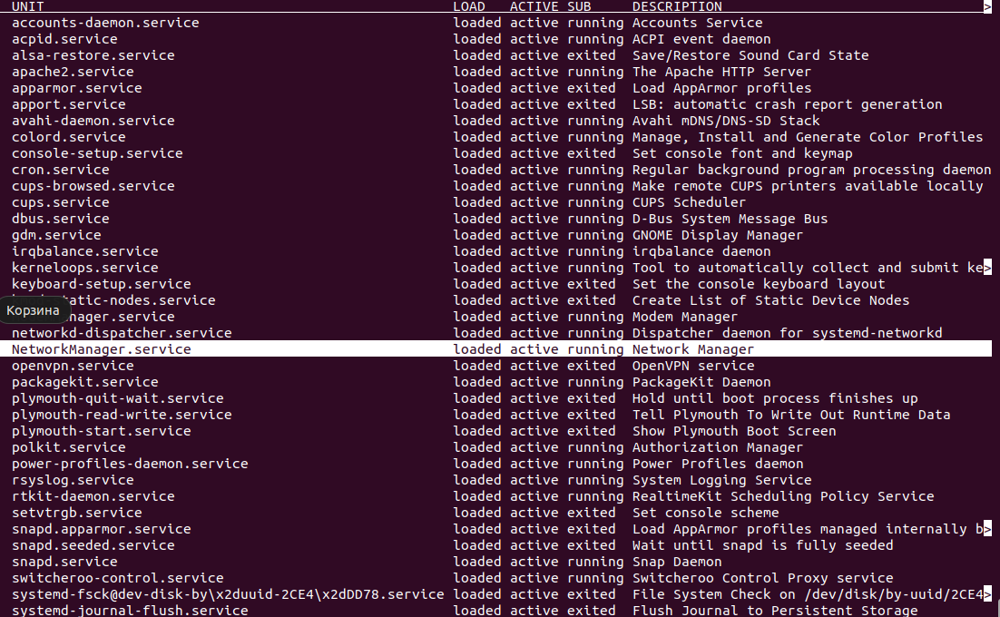 UNIT LOAD ACTIVE SUB DESCRIPTION >
accounts-daemon.service loaded active running Accounts Service
acpid.service loaded active running ACPI event daemon
alsa-restore.service loaded active exited Save/Restore Sound Card State
apache2.service loaded active running The Apache HTTP Server
apparmor.service loaded active exited Load AppArmor profiles
apport.service loaded active exited LSB: automatic crash report generation
avahi-daemon.service loaded active running Avahi mDNS/DNS-SD Stack
colord.service loaded active running Manage, Install and Generate Color Profiles
console-setup.service loaded active exited Set console font and keymap
cron.service loaded active running Regular background program processing daemon
cups-browsed.service loaded active running Make remote CUPS printers available locally
cups.service loaded active running CUPS Scheduler
dbus.service loaded active running D-Bus System Message Bus
gdm.service loaded active running GNOME Display Manager
irqbalance.service loaded active running irqbalance daemon
kerneloops.service loaded active running Tool to automatically collect and submit ke>
keyboard-setup.service loaded active exited Set the console keyboard layout
static-nodes.service loaded active exited Create List of Static Device Nodes
Корзина
nager.service loaded active running Modem Manager
networkd-dispatcher.service loaded active running Dispatcher daemon for systemd-networkd
NetworkManager.service loaded active running Network Manager
openvpn.service loaded active exited OpenVPN service
packagekit.service loaded active running PackageKit Daemon
plymouth-quit-wait.service loaded active exited Hold until boot process finishes up
plymouth-read-write.service loaded active exited Tell Plymouth To Write Out Runtime Data
plymouth-start.service loaded active exited Show Plymouth Boot Screen
polkit.service loaded active running Authorization Manager
power-profiles-daemon.service loaded active running Power Profiles daemon
rsyslog.service loaded active running System Logging Service
rtkit-daemon.service loaded active running RealtimeKit Scheduling Policy Service
setvtrgb.service loaded active exited Set console scheme
snapd.apparmor.service loaded active exited Load AppArmor profiles managed internally b>
snapd.seeded.service loaded active exited Wait until snapd is fully seeded
snapd.service loaded active running Snap Daemon
switcheroo-control.service loaded active running Switcheroo Control Proxy service
systemd-fsck@dev-disk-by\x2duuid-2CE4\x2dDD78.service loaded active exited File System Check on /dev/disk/by-uuid/2CE4>
systemd-journal-flush.service loaded active exited Flush Journal to Persistent Storage